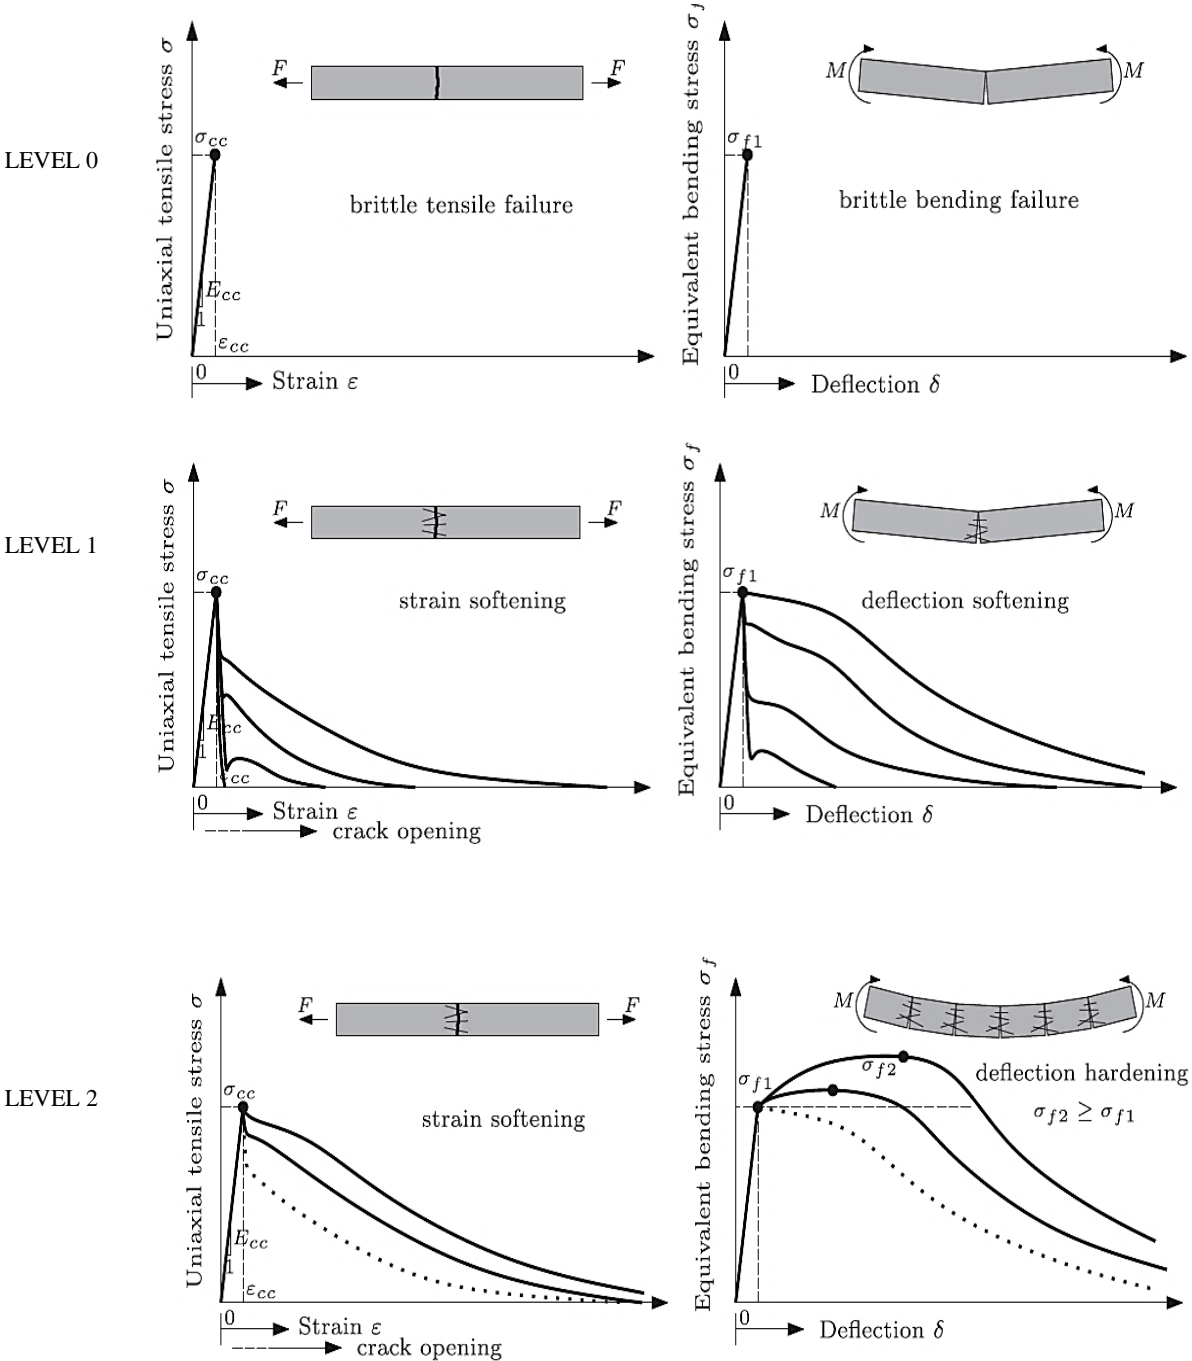 LEVEL 0
Uniaxial tensile stress σ
F
F
σcc
brittle tensile failure
Ecc
1
εcc
0
Strain ε
Equivalent bending stress σf
M
M
σf1
brittle bending failure
0
Deflection δ
LEVEL 1
Uniaxial tensile stress σ
F
F
σcc
strain softening
Ecc
1
εcc
0
Strain ε
crack opening
Equivalent bending stress σf
M
M
σf1
deflection softening
0
Deflection δ
LEVEL 2
Uniaxial tensile stress σ
F
F
σcc
strain softening
Ecc
1
εcc
0
Strain ε
crack opening
Equivalent bending stress σf
M
M
σf1
σf2
deflection hardening
σf2 ≥ σf1
0
Deflection δ